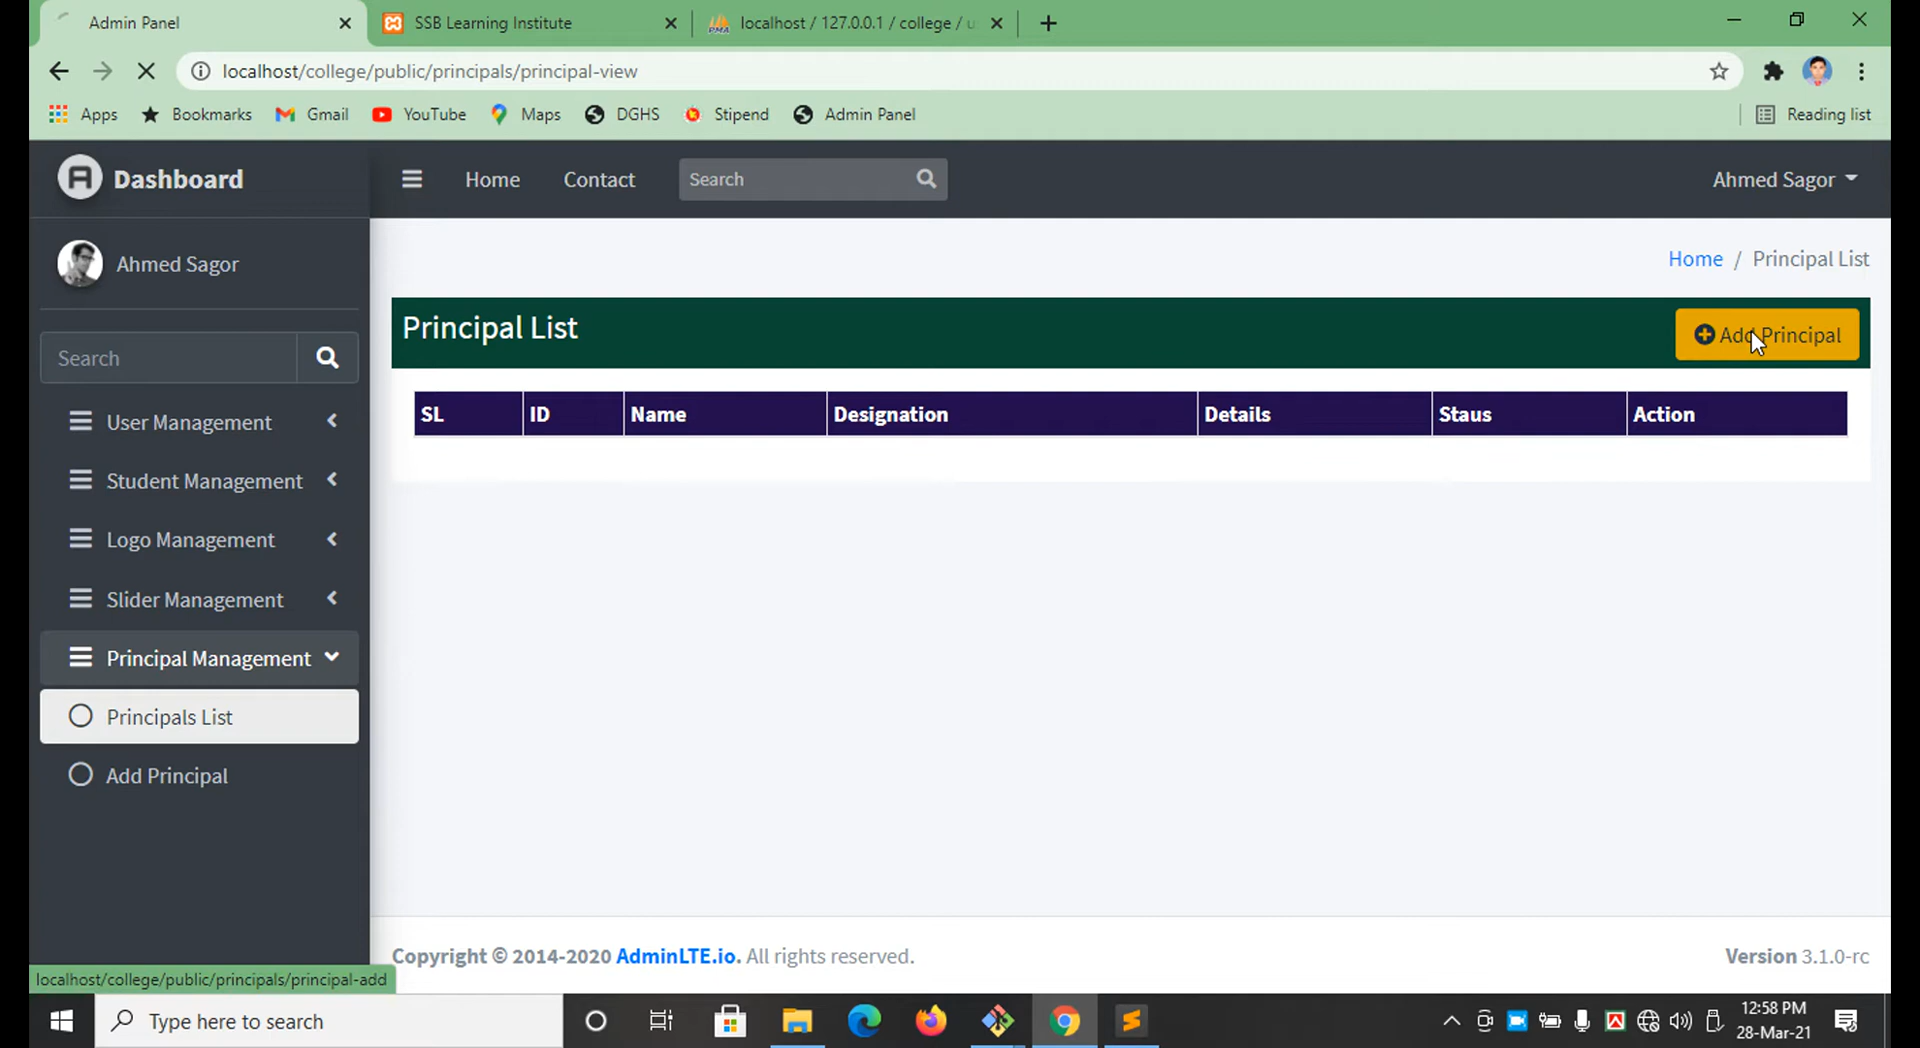 Admin Panel
SSB Learning Institute
localhost / 127.0.0.1 / college / u
localhost/college/public/principals/principal-view
Apps
Bookmarks
Gmail
YouTube
Maps
DGHS
Stipend
Admin Panel
Reading list
Dashboard
Home
Contact
Search
Ahmed Sagor
Ahmed Sagor
Home / Principal List
Principal List
Add Principal
Search
SL ID Name Designation Details Staus Action
User Management
Student Management
Logo Management
Slider Management
Principal Management
Principals List
Add Principal
Copyright © 2014-2020 AdminLTE.io. All rights reserved.
Version 3.1.0-rc
localhost/college/public/principals/principal-add
Type here to search
12:58 PM
28-Mar-21